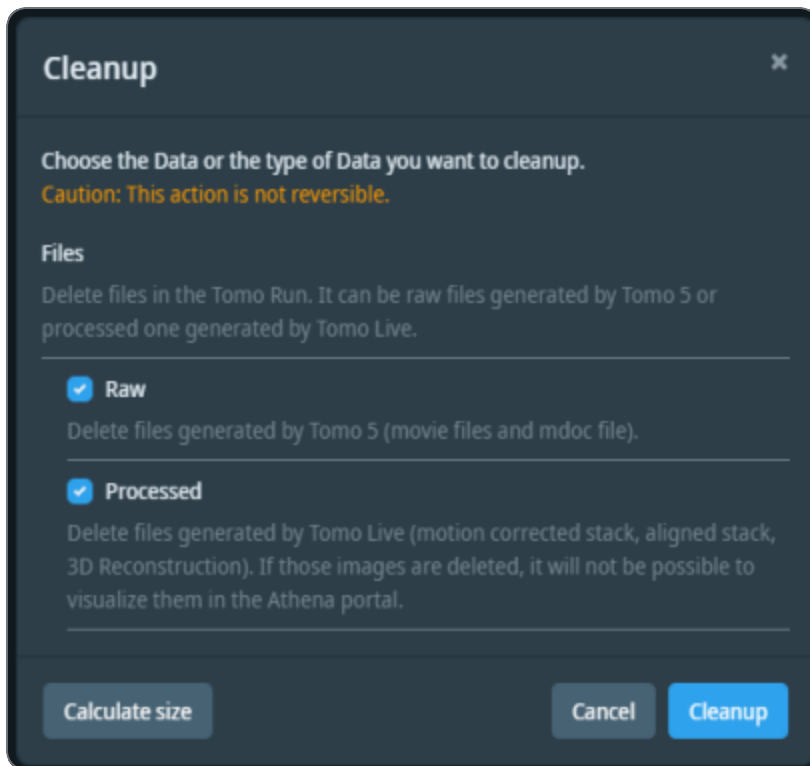 Cleanup
Choose the Data or the type of Data you want to cleanup.
Caution: This action is not reversible.
Files
Delete files in the Tomo Run. It can be raw files generated by Tomo 5 or
processed one generated by Tomo Live.
Raw
Delete files generated by Tomo 5 (movie files and mdoc file).
Processed
Delete files generated by Tomo Live (motion corrected stack, aligned stack,
3D Reconstruction). If those images are deleted, it will not be possible to
visualize them in the Athena portal.
Calculate size
Cancel
Cleanup